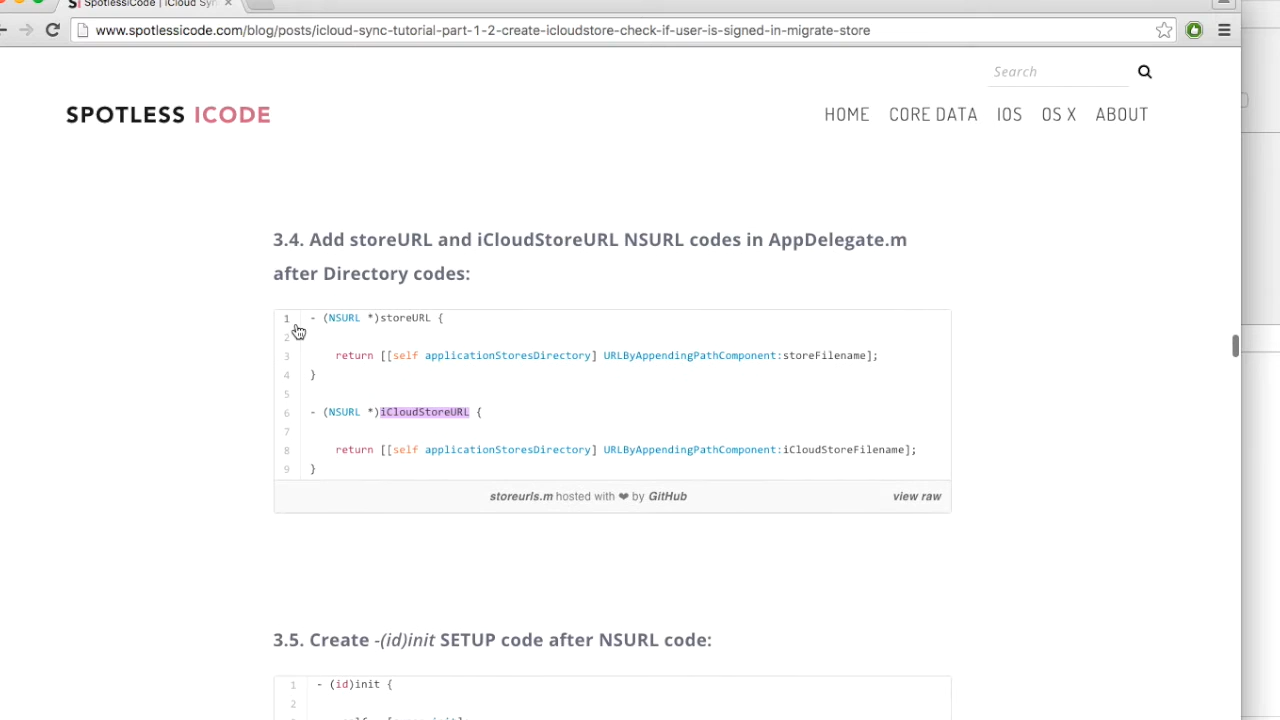 SpotlessiCode | iCloud Syn
www.spotlessicode.com/blog/posts/icloud-sync-tutorial-part-1-2-create-icloudstore-check-if-user-is-signed-in-migrate-store
Search
SPOTLESS ICODE HOME CORE DATA IOS OS X ABOUT
3.4. Add storeURL and iCloudStoreURL NSURL codes in AppDelegate.m
after Directory codes:
1 - (NSURL *)storeURL {
2
3 return [[self applicationStoresDirectory] URLByAppendingPathComponent:storeFilename];
4 }
5
6 - (NSURL *)iCloudStoreURL {
7
8 return [[self applicationStoresDirectory] URLByAppendingPathComponent:iCloudStoreFilename];
9 }
storeurls.m hosted with ❤ by GitHub view raw
3.5. Create -(id)init SETUP code after NSURL code:
1 - (id)init {
2